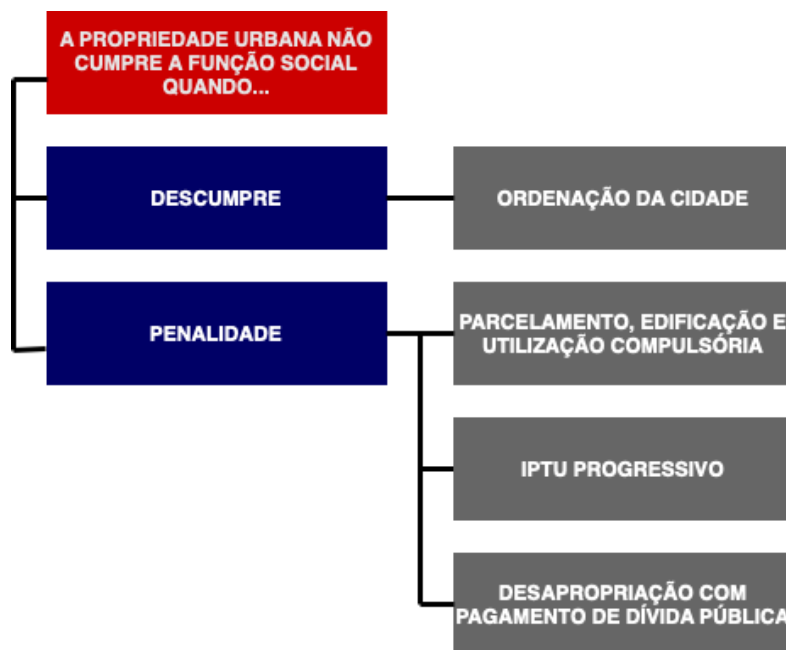 A PROPRIEDADE URBANA NÃO
CUMPRE A FUNÇÃO SOCIAL
QUANDO...
DESCUMPRE
ORDENAÇÃO DA CIDADE
PENALIDADE
PARCELAMENTO, EDIFICAÇÃO E
UTILIZAÇÃO COMPULSÓRIA
IPTU PROGRESSIVO
DESAPROPRIAÇÃO COM
PAGAMENTO DE DÍVIDA PÚBLICA